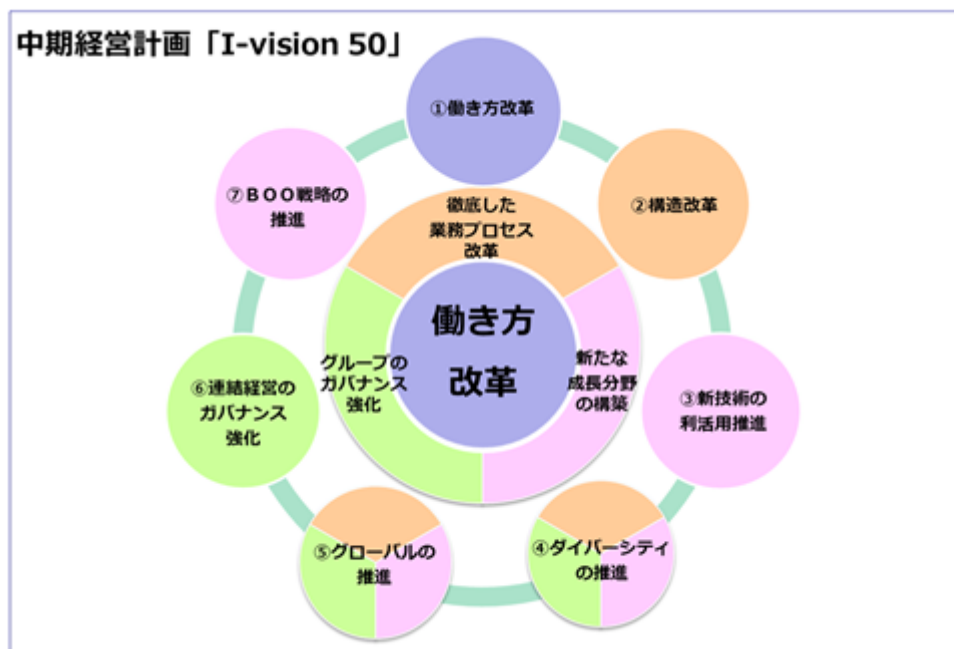 中期経営計画「I-vision 50」
①働き方改革
②構造改革
③新技術の
利活用推進
④ダイバーシティ
の推進
⑤グローバルの
推進
⑥連結経営の
ガバナンス
強化
⑦ＢＯＯ戦略の
推進
徹底した
業務プロセス
改革
新たな
成長分野
の構築
グループの
ガバナンス
強化
働き方
改革